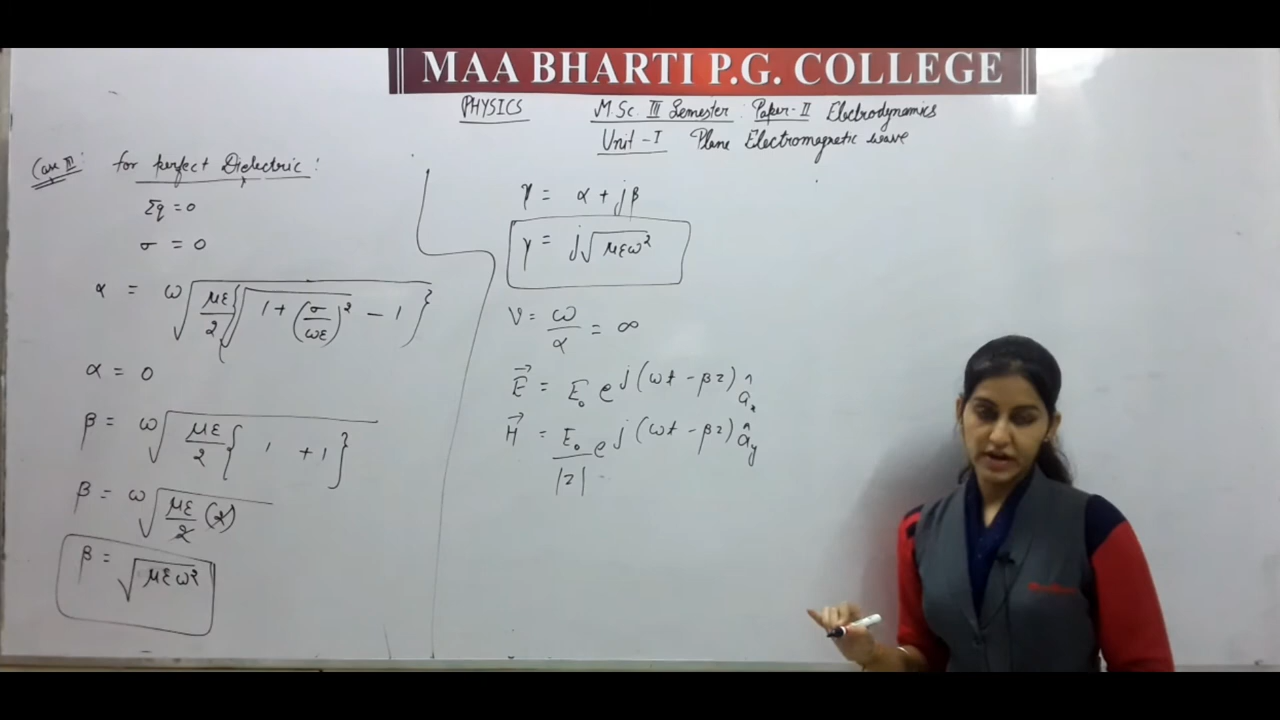 MAA BHARTI P.G. COLLEGE
PHYSICS M.Sc. III Semester : Paper-II Electrodynamics
Unit-I Plane Electromagnetic wave
Case III: for perfect Dielectric :
Σq = 0
σ = 0
α = ω√(με/2 {√(1 + (σ/ωε)² - 1})
α = 0
β = ω√(με/2 {1 + 1})
β = ω√(με/2 (2))
β = √(μεω²)
γ = α + jβ
γ = j√(μεω²)
v = ω/α = ∞
E⃗ = E₀ e^j(ωt - βz) âₓ
H⃗ = E₀/|z| e^j(ωt - βz) â_y